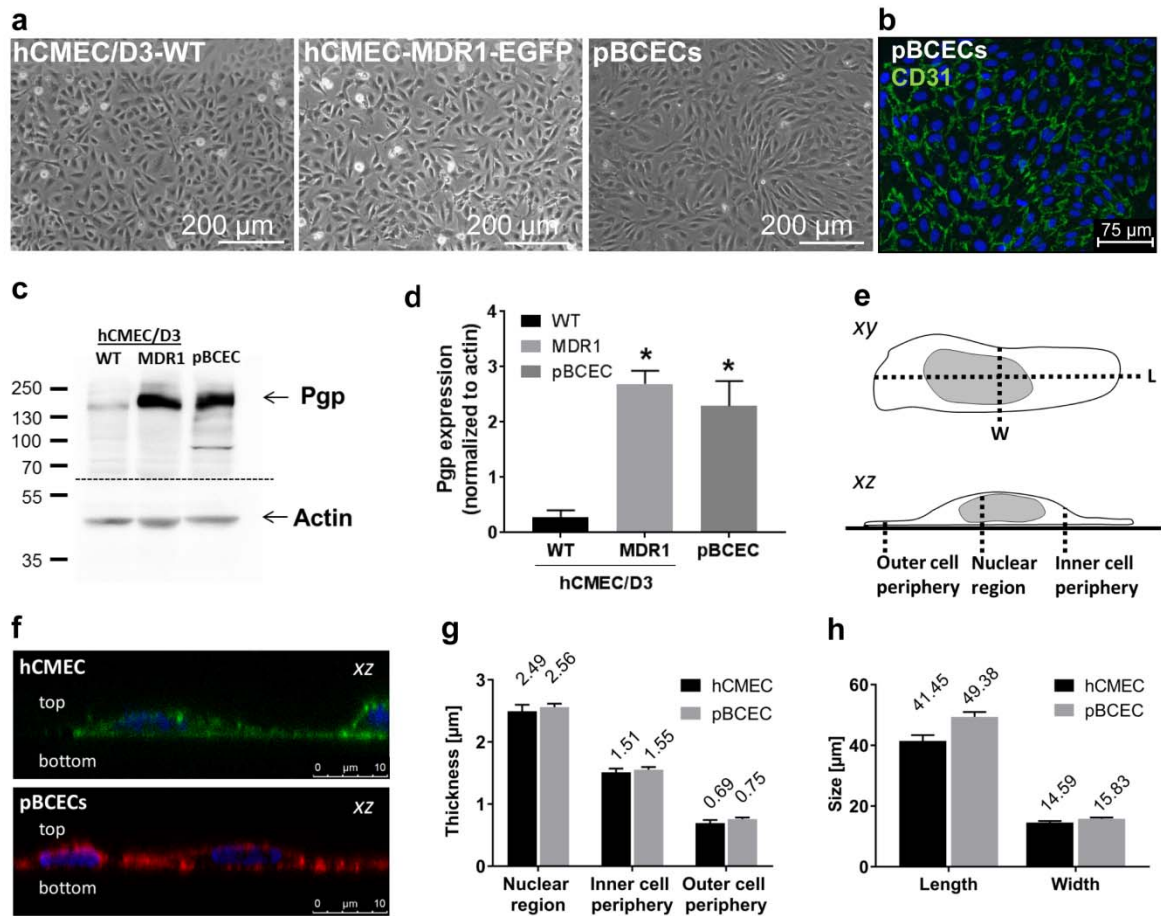 a
hCMEC/D3-WT
200 µm
hCMEC-MDR1-EGFP
200 µm
pBCECs
200 µm
b
pBCECs
CD31
75 µm
c
hCMEC/D3
WT MDR1 pBCEC
250
130
100
70
55
35
Pgp
Actin
d
Pgp expression
(normalized to actin)
4
3
2
1
0
WT
MDR1
pBCEC
*
*
WT MDR1 pBCEC
hCMEC/D3
e
xy
L
W
xz
Outer cell
periphery
Nuclear
region
Inner cell
periphery
f
hCMEC
xz
top
bottom
0 µm 10
pBCECs
xz
top
bottom
0 µm 10
g
Thickness [µm]
3
2
1
0
2.49
2.56
1.51
1.55
0.69
0.75
hCMEC
pBCEC
Nuclear
region
Inner cell
periphery
Outer cell
periphery
h
Size [µm]
60
40
20
0
41.45
49.38
14.59
15.83
hCMEC
pBCEC
Length
Width